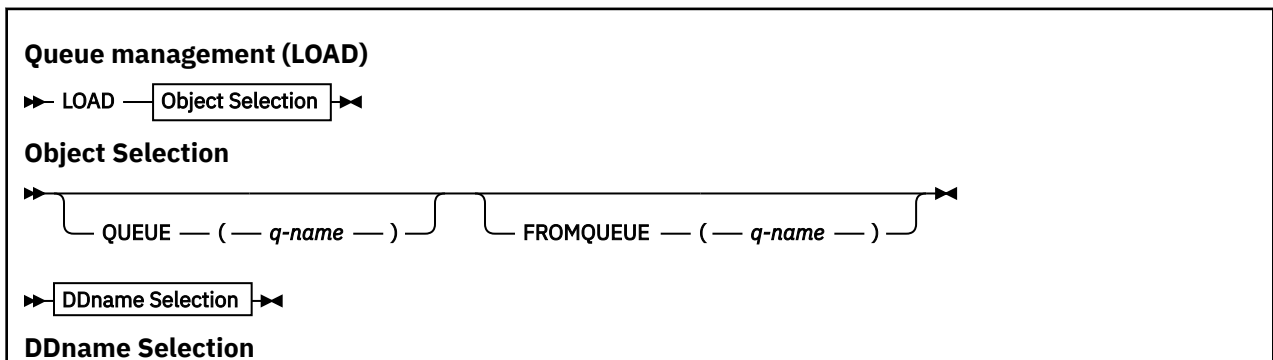 Queue management (LOAD)
LOAD Object Selection
Object Selection
QUEUE ( q-name ) FROMQUEUE ( q-name )
DDname Selection
DDname Selection